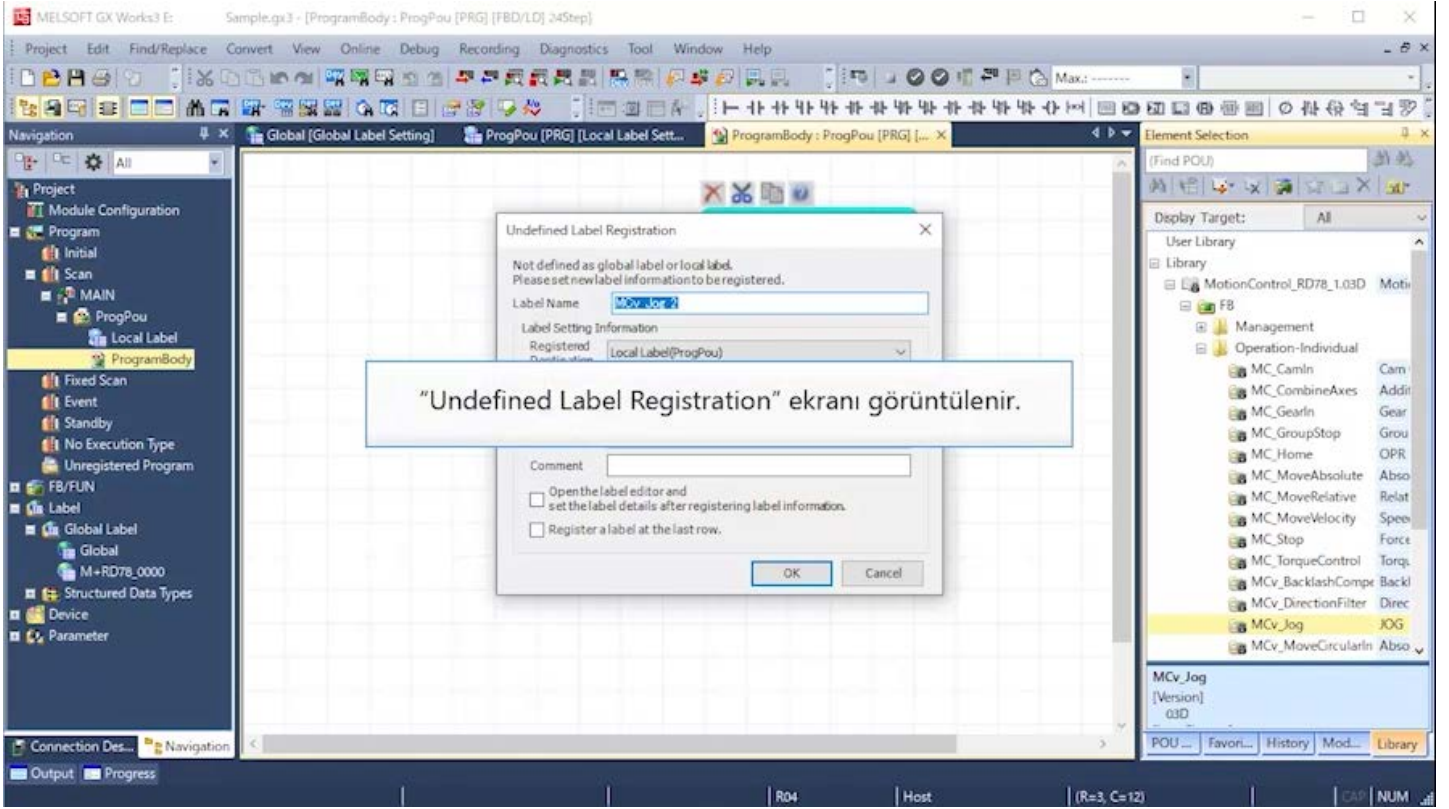 MELSOFT GX Works3 E: Sample.gx3 - [ProgramBody : ProgPou [PRG] [FBD/LD] 24Step]
Project Edit Find/Replace Convert View Online Debug Recording Diagnostics Tool Window Help
Max.: -------
Navigation
Global [Global Label Setting] ProgPou [PRG] [Local Label Sett... ProgramBody : ProgPou [PRG] [...
Element Selection
All
(Find POU)
Project
Module Configuration
Program
Initial
Scan
MAIN
ProgPou
Local Label
ProgramBody
Fixed Scan
Event
Standby
No Execution Type
Unregistered Program
FB/FUN
Label
Global Label
Global
M+RD78_0000
Structured Data Types
Device
Parameter
Connection Des... Navigation
Undefined Label Registration
Not defined as global label or local label.
Please set new label information to be registered.
Label Name MCv_Jog_2
Label Setting Information
Registered
Destination Local Label(ProgPou)
“Undefined Label Registration” ekranı görüntülenir.
Comment
Open the label editor and
set the label details after registering label information.
Register a label at the last row.
OK Cancel
Display Target: All
User Library
Library
MotionControl_RD78_1.03D Motio
FB
Management
Operation-Individual
MC_CamIn Cam
MC_CombineAxes Addit
MC_GearIn Gear
MC_GroupStop Grou
MC_Home OPR
MC_MoveAbsolute Abso
MC_MoveRelative Relat
MC_MoveVelocity Spee
MC_Stop Force
MC_TorqueControl Torqu
MCv_BacklashCompe Backl
MCv_DirectionFilter Direc
MCv_Jog JOG
MCv_MoveCircularIn Abso
MCv_Jog
[Version]
03D
POU ... Favori... History Mod... Library
Output Progress
R04 Host (R=3, C=12) CAP NUM